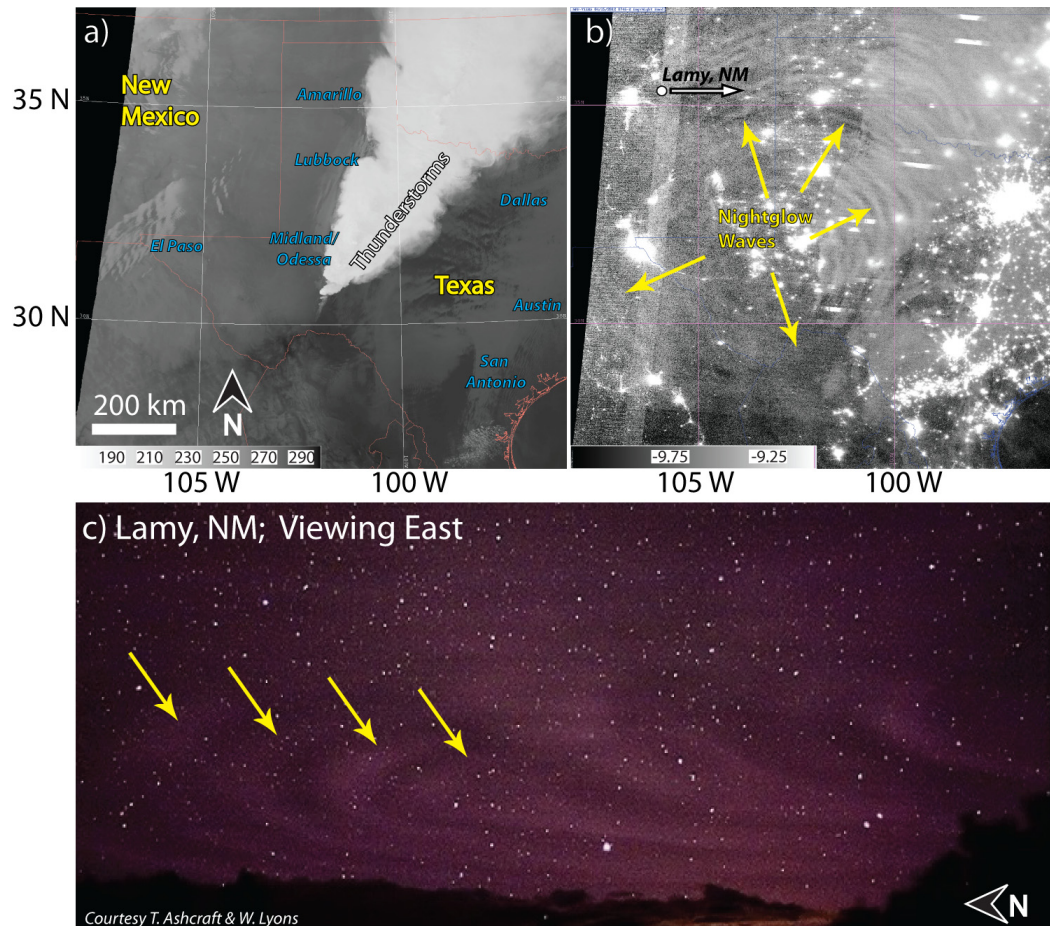 a)
New
Mexico
35 N
Amarillo
Lubbock
Thunderstorms
Dallas
El Paso
Midland/
Odessa
Texas
30 N
Austin
San
Antonio
200 km
N
190 210 230 250 270 290
105 W 100 W
b)
Lamy, NM
Nightglow
Waves
-9.75 -9.25
105 W 100 W
c) Lamy, NM; Viewing East
N
Courtesy T. Ashcraft & W. Lyons